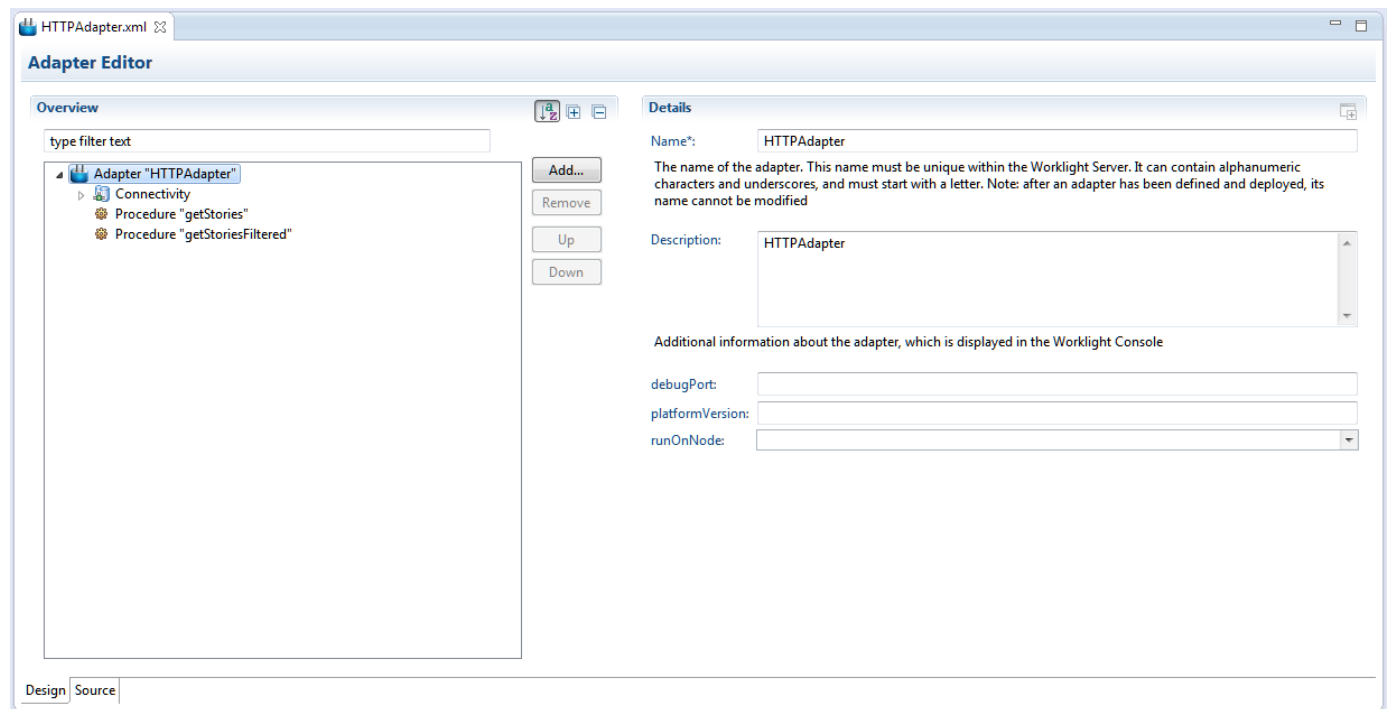 HTTPAdapter.xml
Adapter Editor
Overview
type filter text
Adapter "HTTPAdapter"
Connectivity
Procedure "getStories"
Procedure "getStoriesFiltered"
Add...
Remove
Up
Down
Details
Name*: HTTPAdapter
The name of the adapter. This name must be unique within the Worklight Server. It can contain alphanumeric
characters and underscores, and must start with a letter. Note: after an adapter has been defined and deployed, its
name cannot be modified
Description: HTTPAdapter
Additional information about the adapter, which is displayed in the Worklight Console
debugPort:
platformVersion:
runOnNode:
Design Source